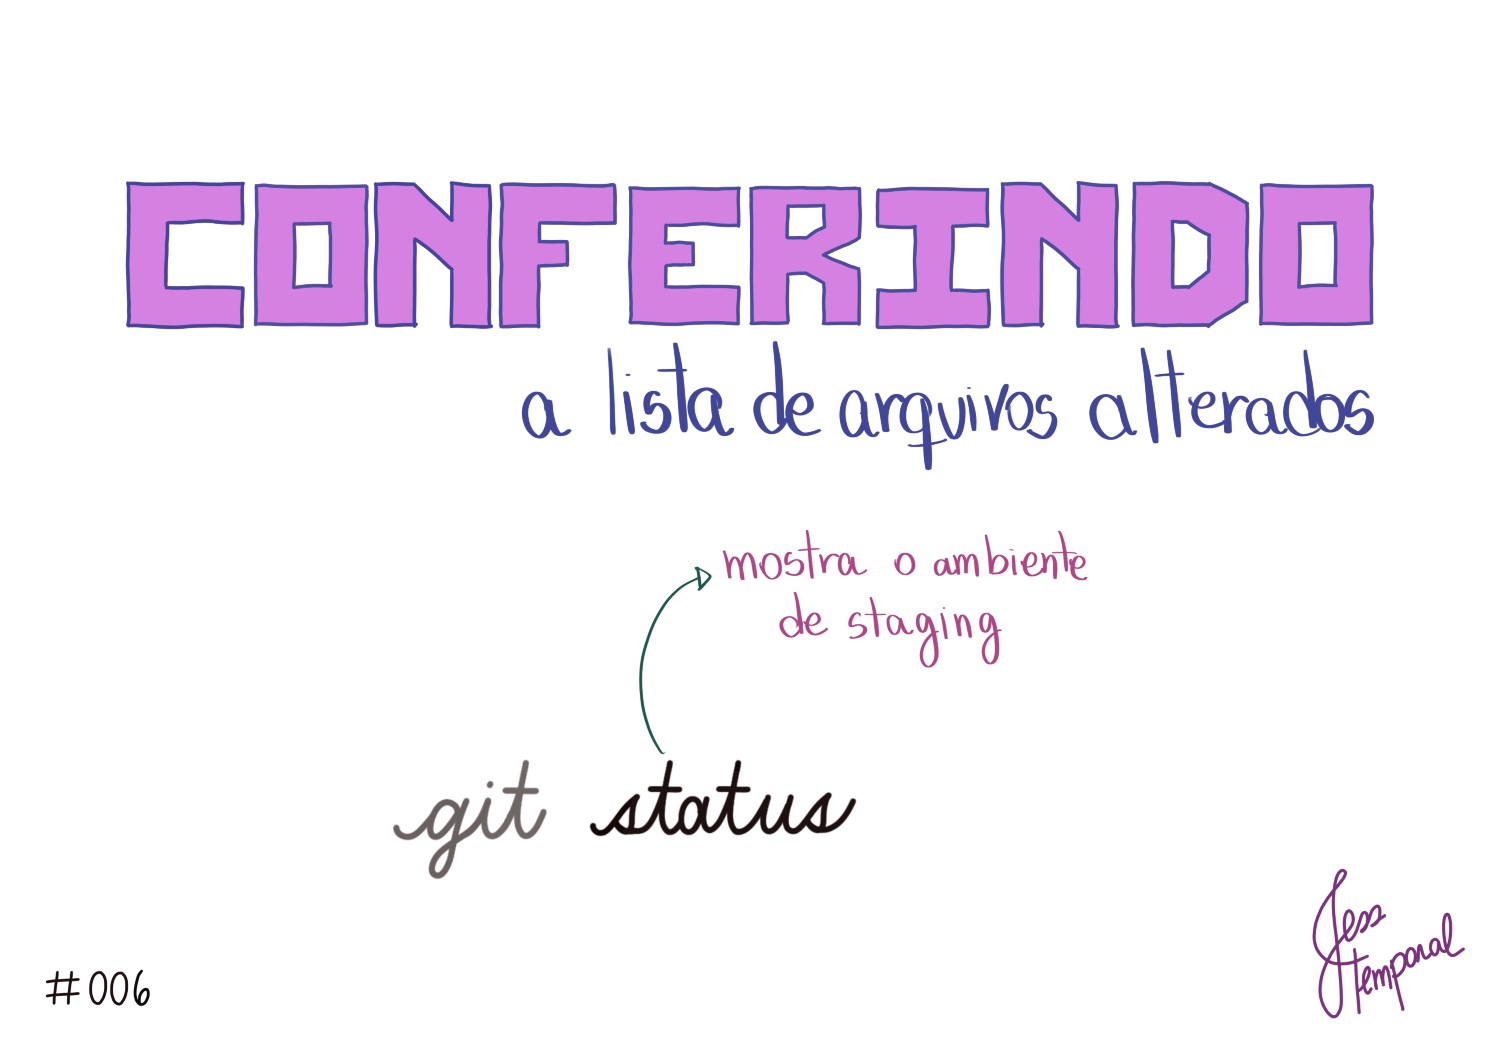 CONFERINDO
a lista de arquivos alterados
mostra o ambiente
de staging
git status
#006
Jess
temporal